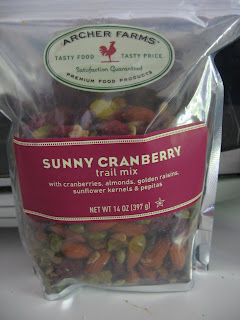 ARCHER FARMS
TASTY FOOD TASTY PRICE
Satisfaction Guaranteed
PREMIUM FOOD PRODUCTS
SUNNY CRANBERRY
trail mix
with cranberries, almonds, golden raisins,
sunflower kernels & pepitas
NET WT 14 OZ (397 g)